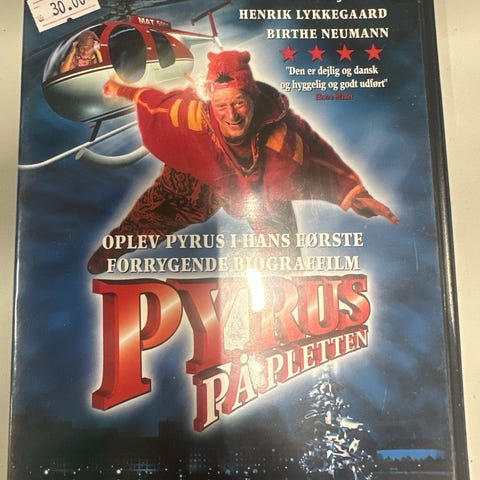 30.00
HENRIK LYKKEGAARD
BIRTHE NEUMANN
"Den er dejlig og dansk
og hyggelig og godt udført"
OPLEV PYRUS I HANS FØRSTE
FORRYGENDE BIOGRAFFILM
PYRUS
PÅ PLETTEN